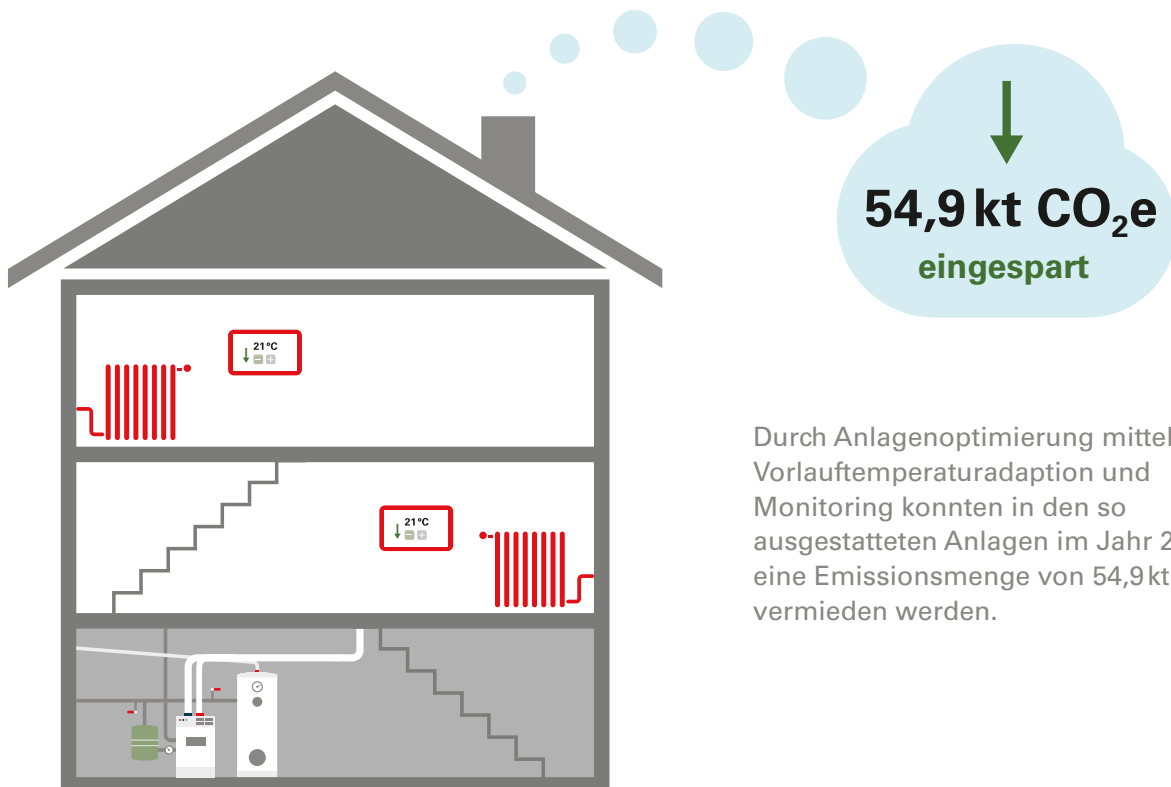 54,9 kt CO₂e
eingespart
21 °C
21 °C
Durch Anlagenoptimierung mittel
Vorlauftemperaturadaption und
Monitoring konnten in den so
ausgestatteten Anlagen im Jahr 2
eine Emissionsmenge von 54,9 kt
vermieden werden.